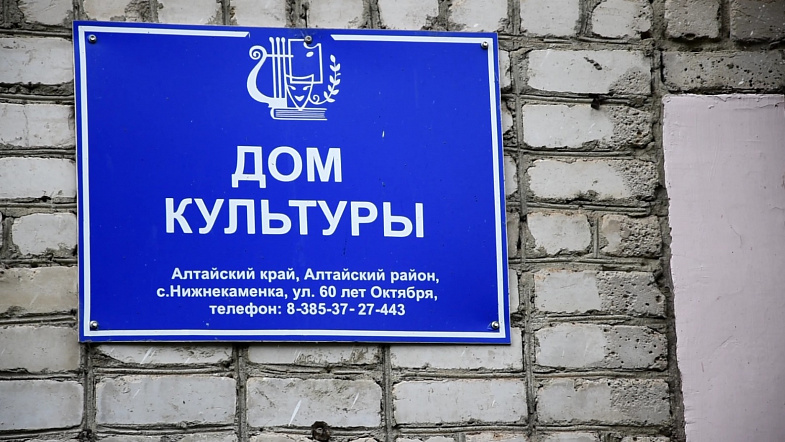 ДОМ
КУЛЬТУРЫ
Алтайский край, Алтайский район,
с.Нижнекаменка, ул. 60 лет Октября,
телефон: 8-385-37- 27-443